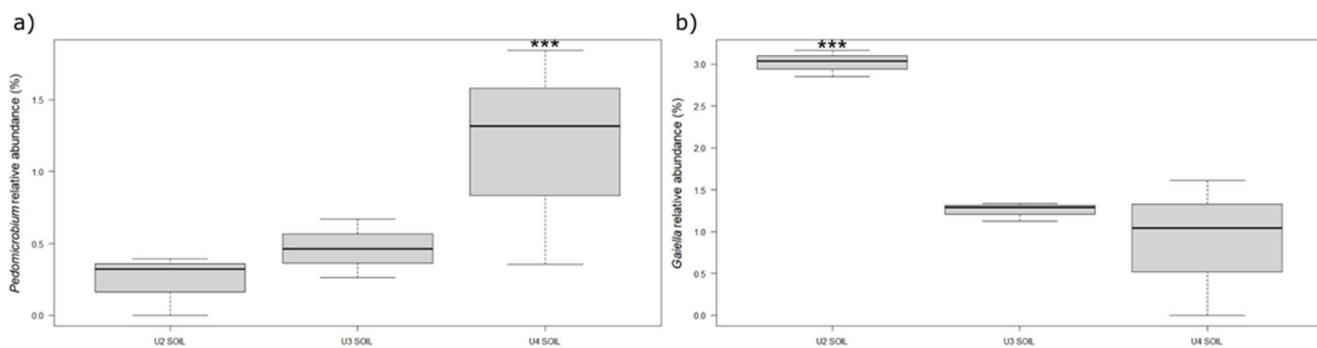 a)
***
Pedomicrobium relative abundance (%)
1.5
1.0
0.5
0.0
U2 SOIL U3 SOIL U4 SOIL
b)
***
Gaiella relative abundance (%)
3.0
2.5
2.0
1.5
1.0
0.5
0.0
U2 SOIL U3 SOIL U4 SOIL